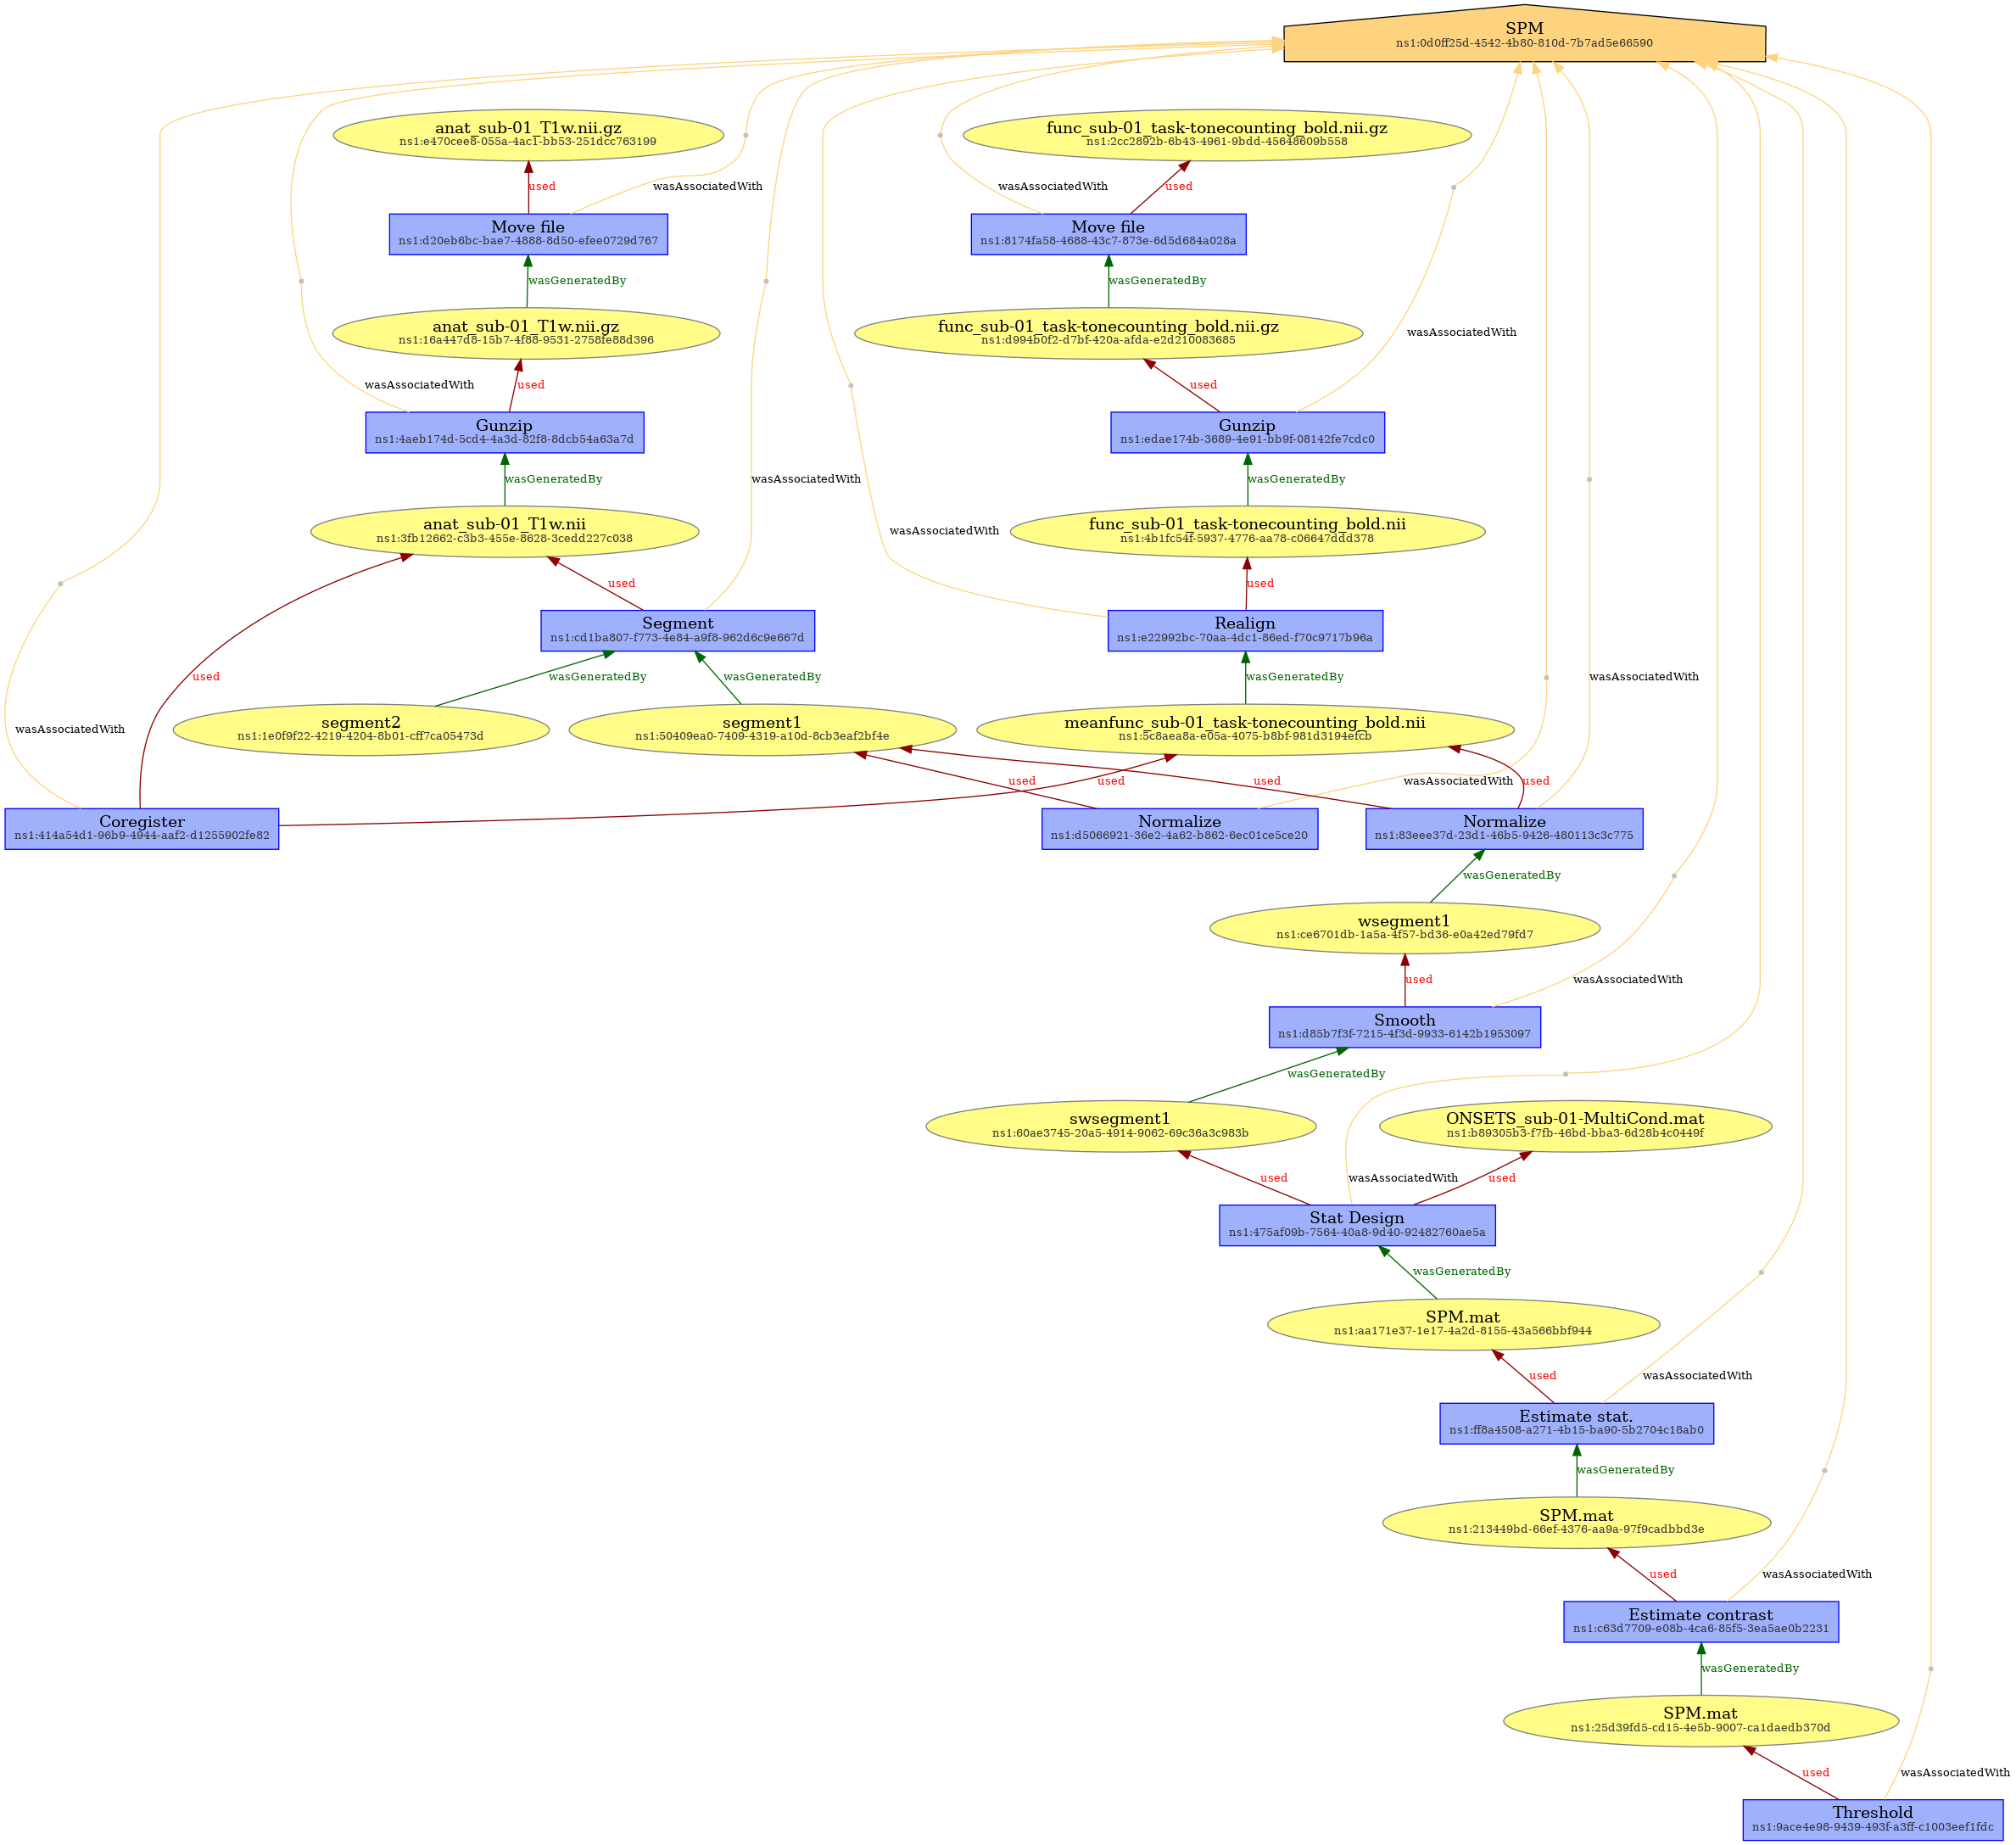 SPM
ns1:0d0ff25d-4542-4b80-810d-7b7ad5e66590
anat_sub-01_T1w.nii.gz
ns1:e470cee8-055a-4ac1-bb53-251dcc763199
func_sub-01_task-tonecounting_bold.nii.gz
ns1:2cc2892b-6b43-4961-9bdd-45648609b558
used
wasAssociatedWith
wasAssociatedWith
used
Move file
ns1:d20eb6bc-bae7-4888-8d50-efee0729d767
Move file
ns1:8174fa58-4688-43c7-873e-6d5d684a028a
wasGeneratedBy
wasGeneratedBy
anat_sub-01_T1w.nii.gz
ns1:16a447d8-15b7-4f88-9531-2758fe88d396
func_sub-01_task-tonecounting_bold.nii.gz
ns1:d994b0f2-d7bf-420a-afda-e2d210083685
wasAssociatedWith
wasAssociatedWith
used
used
Gunzip
ns1:4aeb174d-5cd4-4a3d-82f8-8dcb54a63a7d
Gunzip
ns1:edae174b-3689-4e91-bb9f-08142fe7cdc0
wasGeneratedBy
wasAssociatedWith
wasGeneratedBy
anat_sub-01_T1w.nii
ns1:3fb12662-c3b3-455e-8628-3cedd227c038
wasAssociatedWith
func_sub-01_task-tonecounting_bold.nii
ns1:4b1fc54f-5937-4776-aa78-c06647ddd378
used
used
Segment
ns1:cd1ba807-f773-4e84-a9f8-962d6c9e667d
Realign
ns1:e22992bc-70aa-4dc1-86ed-f70c9717b96a
used
wasGeneratedBy
wasGeneratedBy
wasGeneratedBy
wasAssociatedWith
wasAssociatedWith
segment2
ns1:1e0f9f22-4219-4204-8b01-cff7ca05473d
segment1
ns1:50409ea0-7409-4319-a10d-8cb3eaf2bf4e
meanfunc_sub-01_task-tonecounting_bold.nii
ns1:5c8aea8a-e05a-4075-b8bf-981d3194efcb
used
used
used
wasAssociatedWith
used
Coregister
ns1:414a54d1-96b9-4944-aaf2-d1255902fe82
Normalize
ns1:d5066921-36e2-4a62-b862-6ec01ce5ce20
Normalize
ns1:83eee37d-23d1-46b5-9426-480113c3c775
wasGeneratedBy
wsegment1
ns1:ce6701db-1a5a-4f57-bd36-e0a42ed79fd7
used
wasAssociatedWith
Smooth
ns1:d85b7f3f-7215-4f3d-9933-6142b1953097
wasGeneratedBy
swsegment1
ns1:60ae3745-20a5-4914-9062-69c36a3c983b
ONSETS_sub-01-MultiCond.mat
ns1:b89305b3-f7fb-46bd-bba3-6d28b4c0449f
used
wasAssociatedWith
used
Stat Design
ns1:475af09b-7564-40a8-9d40-92482760ae5a
wasGeneratedBy
SPM.mat
ns1:aa171e37-1e17-4a2d-8155-43a566bbf944
used
wasAssociatedWith
Estimate stat.
ns1:ff8a4508-a271-4b15-ba90-5b2704c18ab0
wasGeneratedBy
SPM.mat
ns1:213449bd-66ef-4376-aa9a-97f9cadbbd3e
used
wasAssociatedWith
Estimate contrast
ns1:c63d7709-e08b-4ca6-85f5-3ea5ae0b2231
wasGeneratedBy
SPM.mat
ns1:25d39fd5-cd15-4e5b-9007-ca1daedb370d
used
wasAssociatedWith
Threshold
ns1:9ace4e98-9439-493f-a3ff-c1003eef1fdc